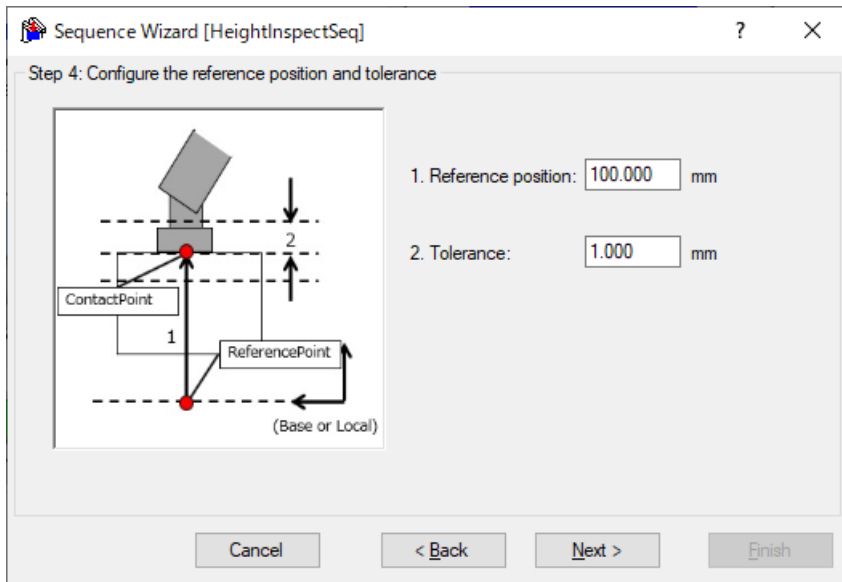 Sequence Wizard [HeightInspectSeq]
?
Step 4: Configure the reference position and tolerance
1. Reference position: 100.000 mm
2
2. Tolerance: 1.000 mm
ContactPoint
1
ReferencePoint
(Base or Local)
Cancel
< Back
Next >
Finish